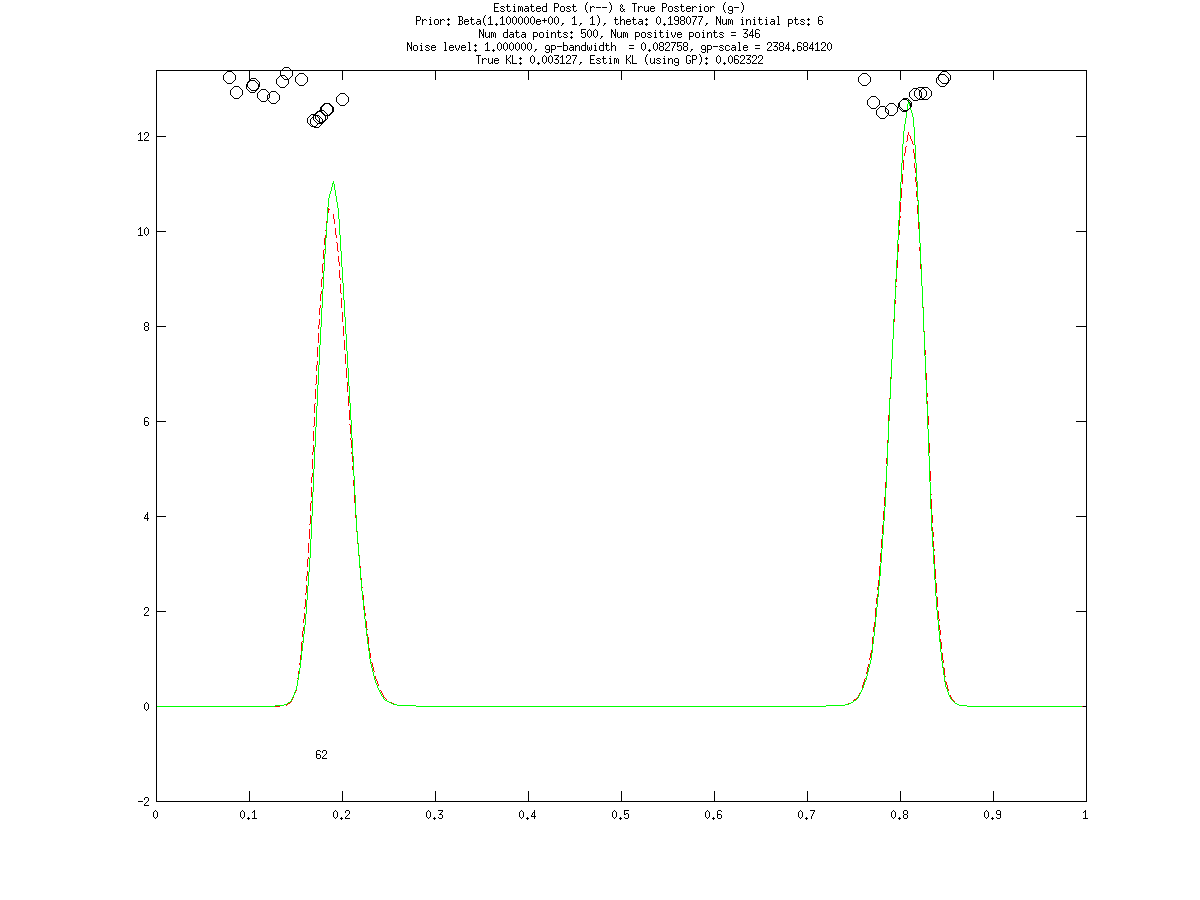 Estimated Post (r--) & True Posterior (g-)
Prior: Beta(1.100000e+00, 1, 1), theta: 0.198077, Num initial pts: 6
Num data points: 500, Num positive points = 346
Noise level: 1.000000, gp-bandwidth  = 0.082758, gp-scale = 2384.684120
True KL: 0.003127, Estim KL (using GP): 0.062322
12
10
8
6
4
2
0
62
-2
0 0.1 0.2 0.3 0.4 0.5 0.6 0.7 0.8 0.9 1